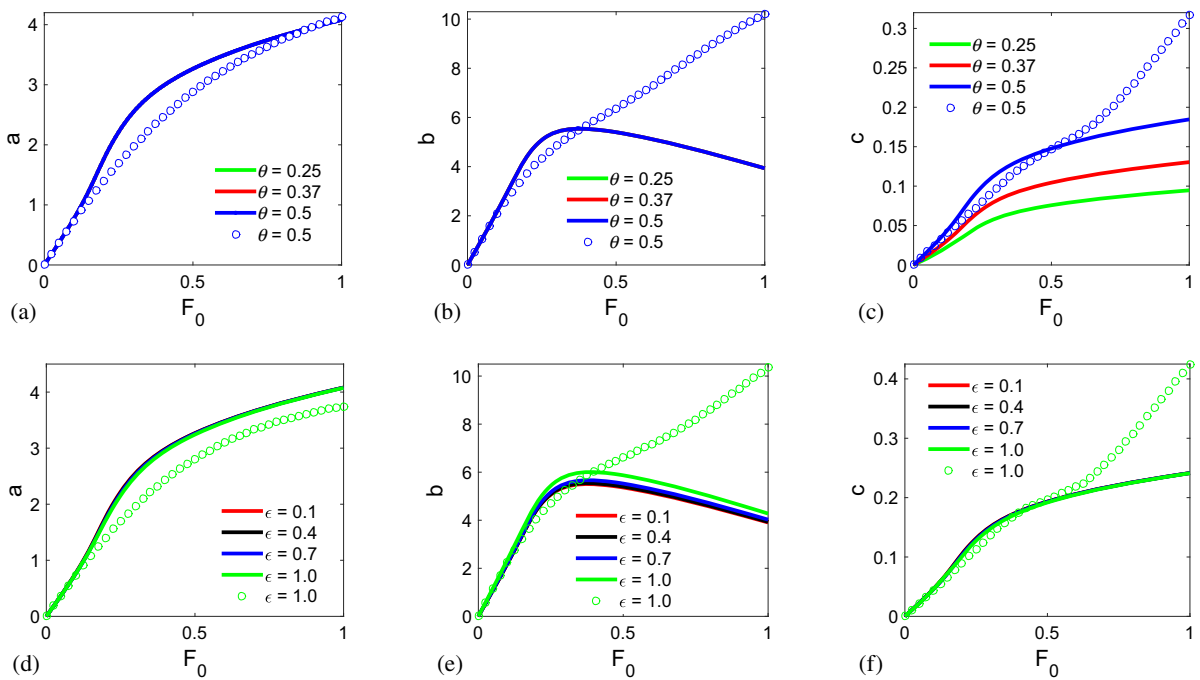 4
3
2
1
0
a
θ = 0.25
θ = 0.37
θ = 0.5
θ = 0.5
0 0.5 1
F0
(a)
10
8
6
4
2
0
b
θ = 0.25
θ = 0.37
θ = 0.5
θ = 0.5
0 0.5 1
F0
(b)
0.3
0.25
0.2
0.15
0.1
0.05
0
c
θ = 0.25
θ = 0.37
θ = 0.5
θ = 0.5
0 0.5 1
F0
(c)
4
3
2
1
0
a
ϵ = 0.1
ϵ = 0.4
ϵ = 0.7
ϵ = 1.0
ϵ = 1.0
0 0.5 1
F0
(d)
10
8
6
4
2
0
b
ϵ = 0.1
ϵ = 0.4
ϵ = 0.7
ϵ = 1.0
ϵ = 1.0
0 0.5 1
F0
(e)
0.4
0.3
0.2
0.1
0
c
ϵ = 0.1
ϵ = 0.4
ϵ = 0.7
ϵ = 1.0
ϵ = 1.0
0 0.5 1
F0
(f)